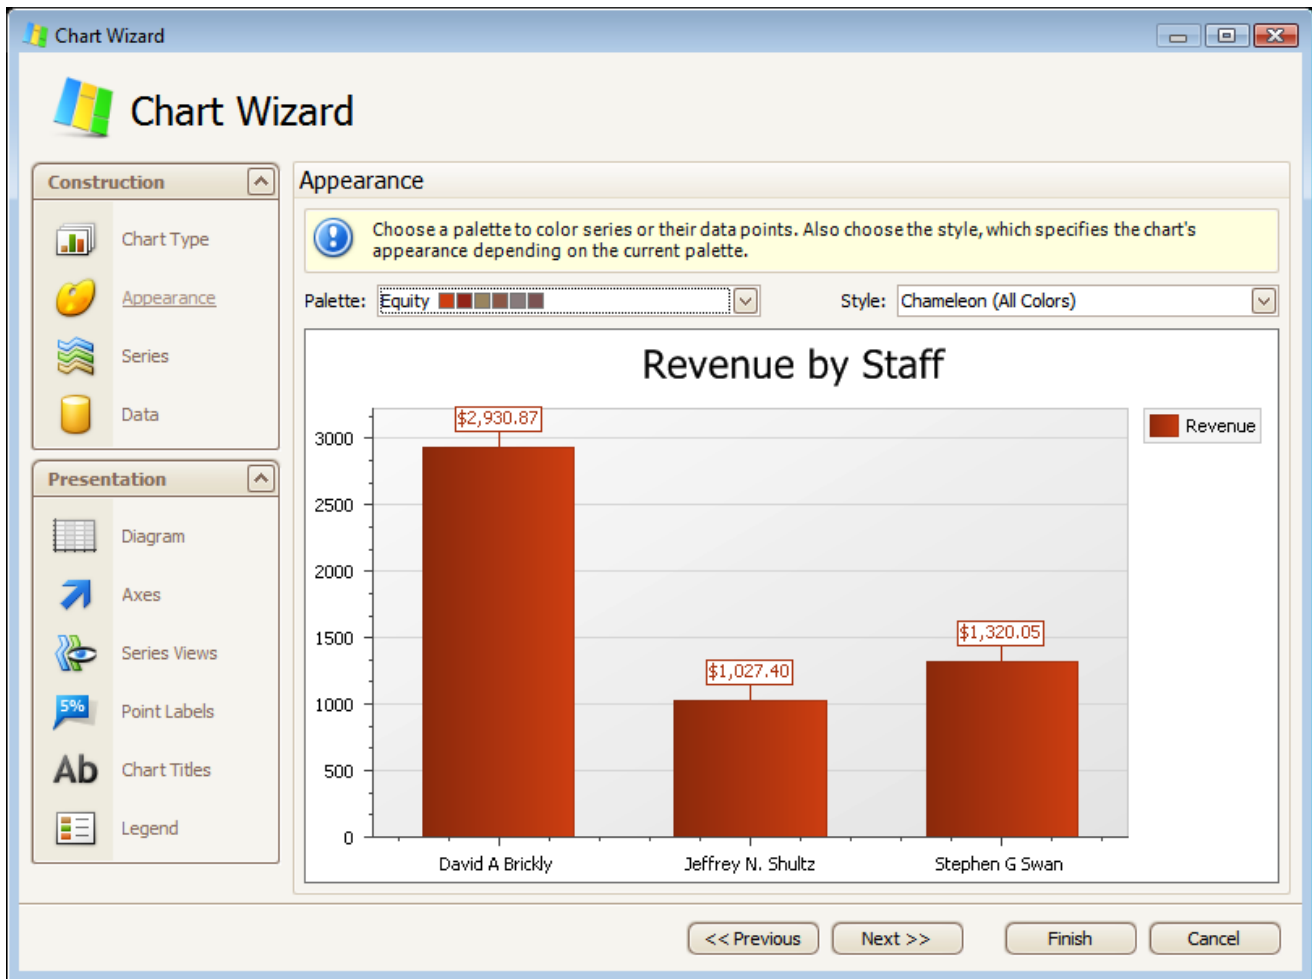 Chart Wizard
Chart Wizard
Construction
Chart Type
Appearance
Series
Data
Presentation
Diagram
Axes
Series Views
5%
Point Labels
Ab
Chart Titles
Legend
Appearance
Choose a palette to color series or their data points. Also choose the style, which specifies the chart's
appearance depending on the current palette.
Palette: Equity
Style: Chameleon (All Colors)
Revenue by Staff
3000
2500
2000
1500
1000
500
0
$2,930.87
$1,027.40
$1,320.05
David A Brickly
Jeffrey N. Shultz
Stephen G Swan
Revenue
<< Previous
Next >>
Finish
Cancel